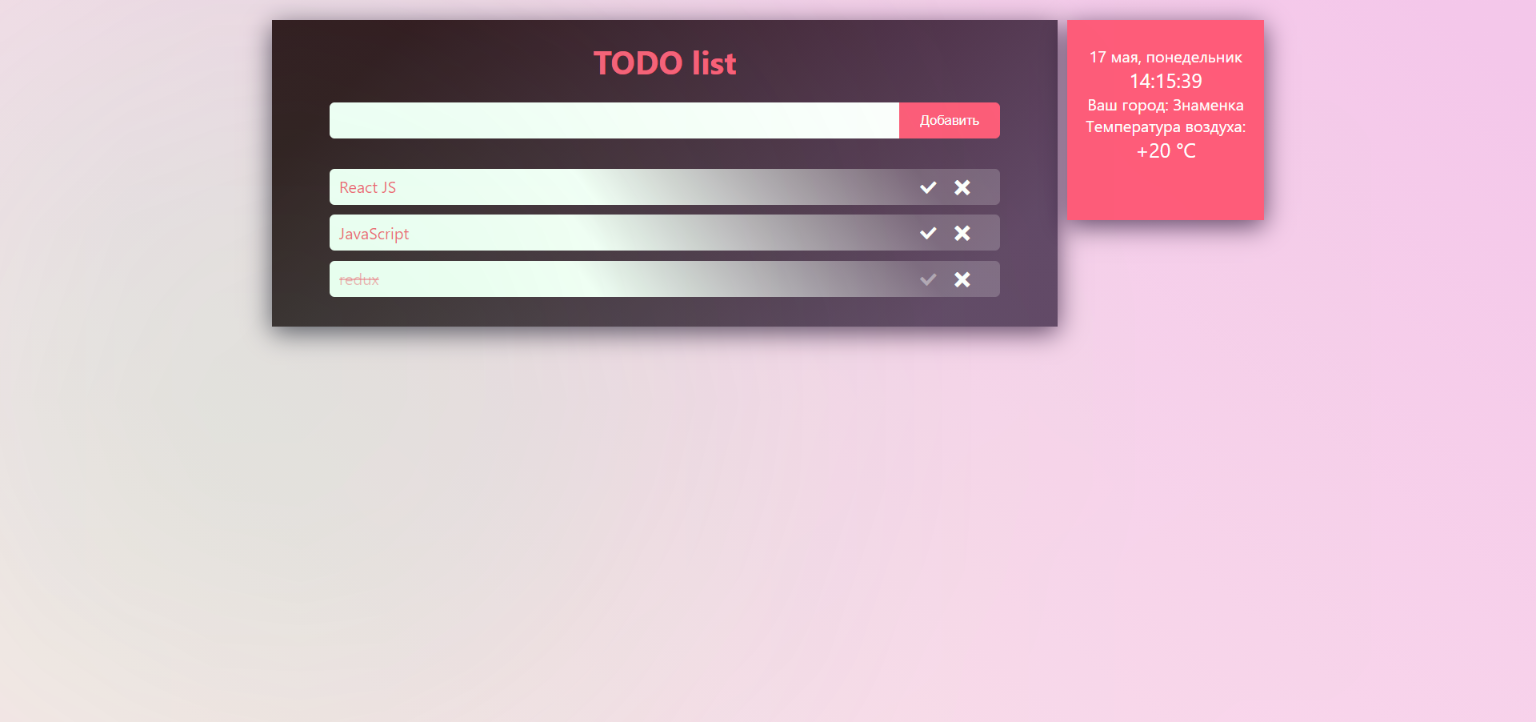 TODO list
Добавить
React JS
JavaScript
redux
17 мая, понедельник
14:15:39
Ваш город: Знаменка
Температура воздуха:
+20 °C